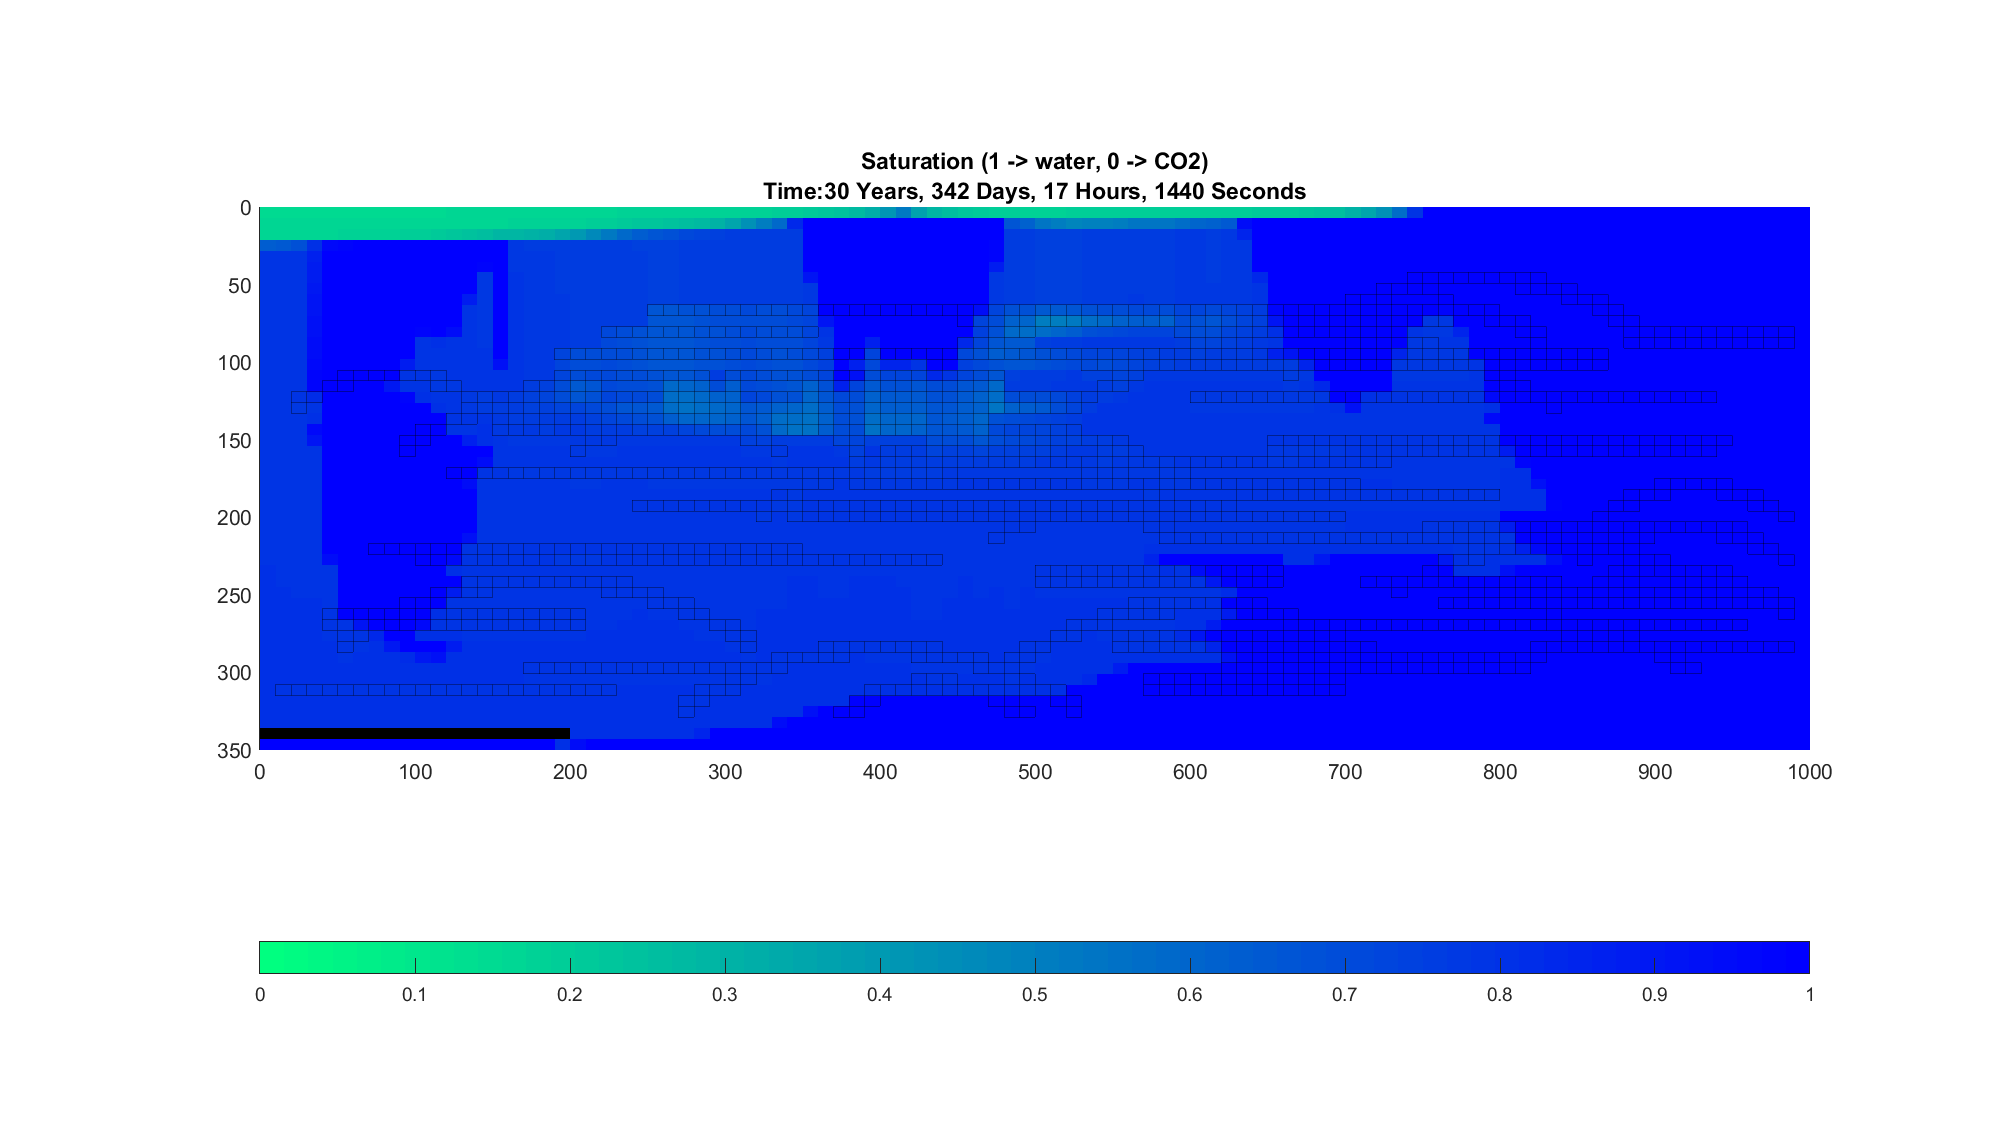 Saturation (1 -> water, 0 -> CO2)
Time:30 Years, 342 Days, 17 Hours, 1440 Seconds
0
50
100
150
200
250
300
350
0 100 200 300 400 500 600 700 800 900 1000
0 0.1 0.2 0.3 0.4 0.5 0.6 0.7 0.8 0.9 1